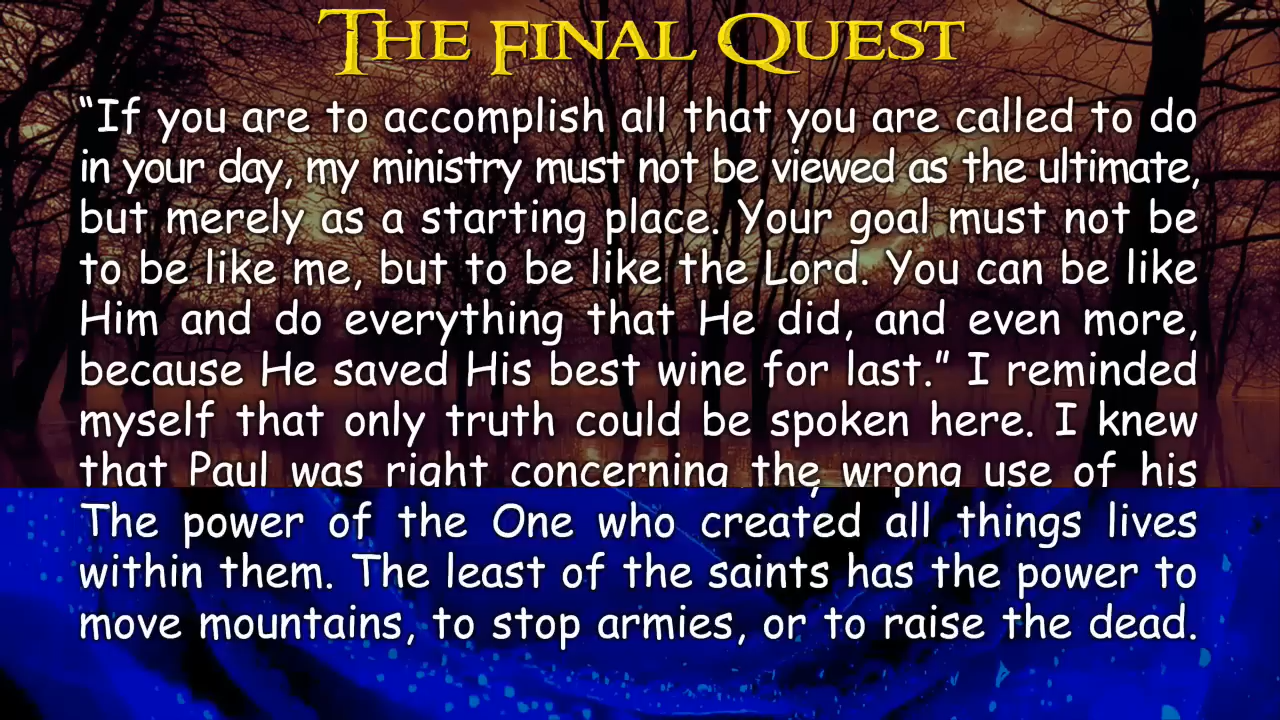 The Final Quest
“If you are to accomplish all that you are called to do
in your day, my ministry must not be viewed as the ultimate,
but merely as a starting place. Your goal must not be
to be like me, but to be like the Lord. You can be like
Him and do everything that He did, and even more,
because He saved His best wine for last.” I reminded
myself that only truth could be spoken here. I knew
that Paul was right concerning the wrong use of his
The power of the One who created all things lives
within them. The least of the saints has the power to
move mountains, to stop armies, or to raise the dead.